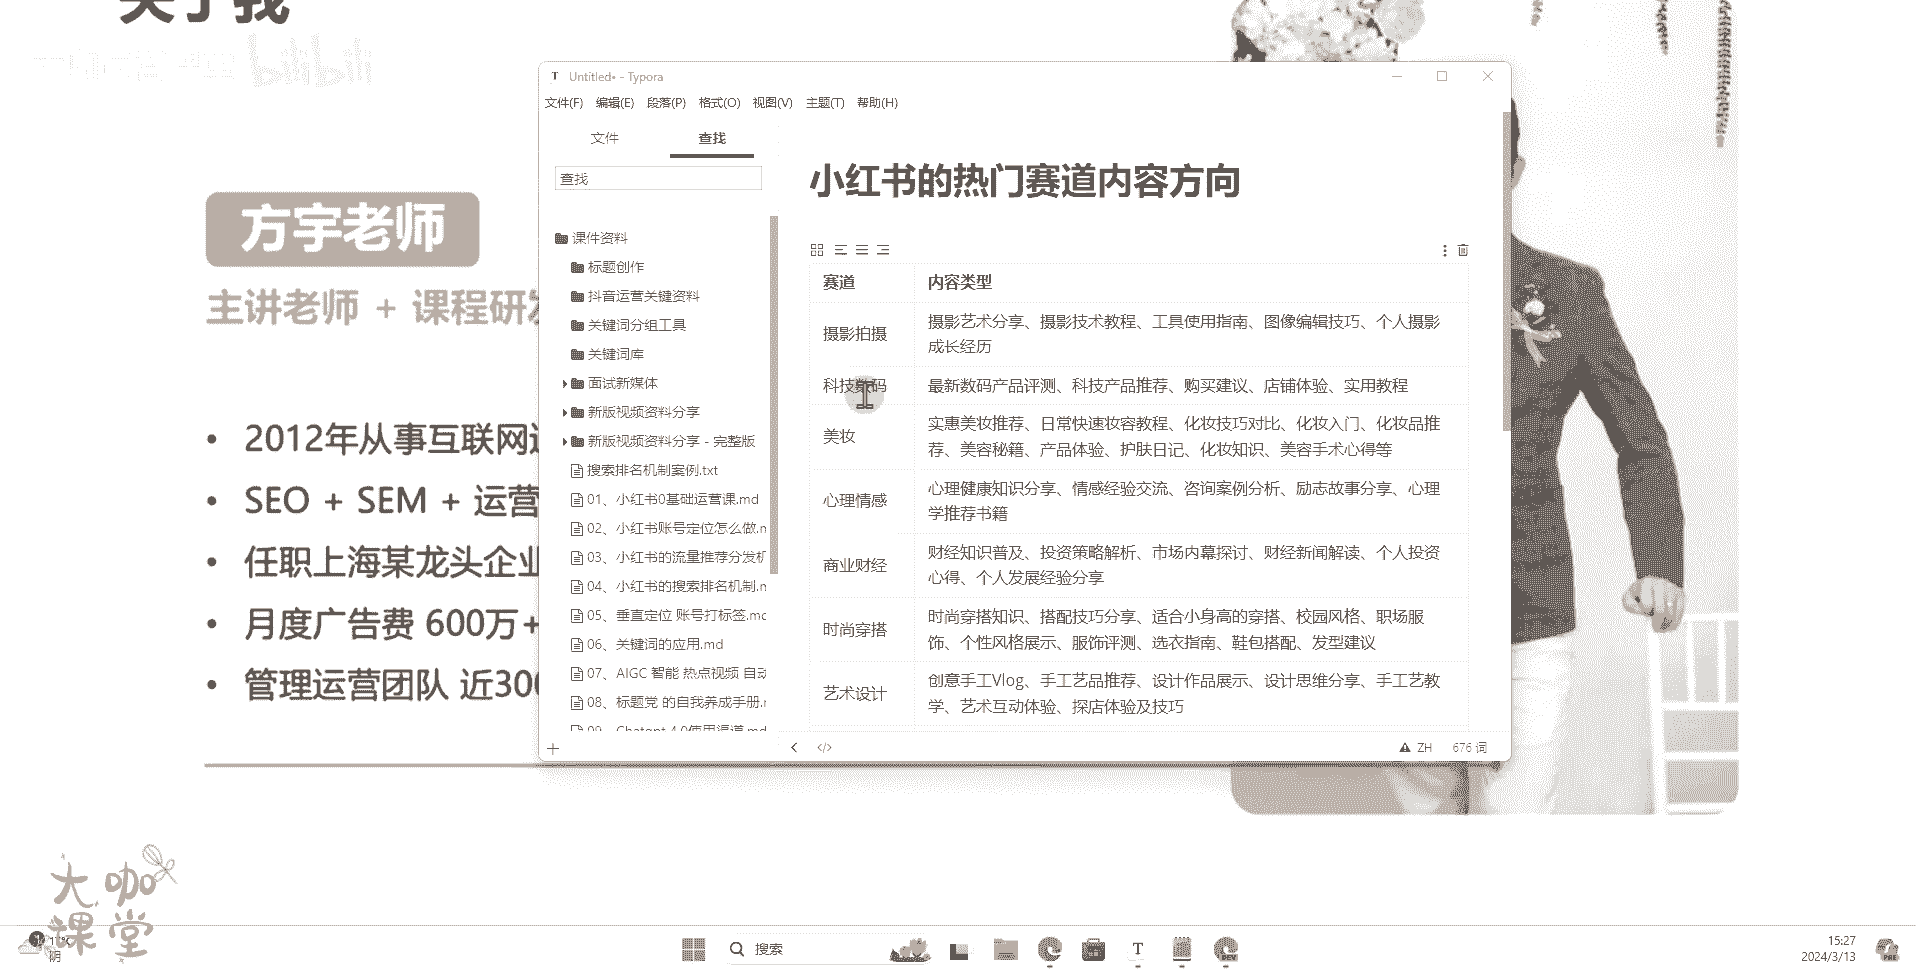 关于我
bilibili
方宇老师
主讲老师 + 课程研发
2012年从事互联网运
SEO + SEM + 运营
任职上海某龙头企业
月度广告费 600万+
管理运营团队 近300
Untitled• - Typora
文件(F) 编辑(E) 段落(P) 格式(O) 视图(V) 主题(T) 帮助(H)
文件 查找
查找
课件资料
标题创作
抖音运营关键资料
关键词分组工具
关键词库
面试新媒体
新版视频资料分享
新版视频资料分享 - 完整版
搜索排名机制案例.txt
01、小红书0基础运营课.md
02、小红书账号定位怎么做.m
03、小红书的流量推荐分发机
04、小红书的搜索排名机制.m
05、垂直定位 账号打标签.md
06、关键词的应用.md
07、AIGC 智能 热点视频 自动
08、标题党 的自我养成手册.m
09、Chatgpt 4.0使用渠道.md
小红书的热门赛道内容方向
赛道 内容类型
摄影拍摄 摄影艺术分享、摄影技术教程、工具使用指南、图像编辑技巧、个人摄影
成长经历
科技数码 最新数码产品评测、科技产品推荐、购买建议、店铺体验、实用教程
美妆 实惠美妆推荐、日常快速妆容教程、化妆技巧对比、化妆入门、化妆品推
荐、美容秘籍、产品体验、护肤日记、化妆知识、美容手术心得等
心理情感 心理健康知识分享、情感经验交流、咨询案例分析、励志故事分享、心理
学推荐书籍
商业财经 财经知识普及、投资策略解析、市场内幕探讨、财经新闻解读、个人投资
心得、个人发展经验分享
时尚穿搭 时尚穿搭知识、搭配技巧分享、适合小身高的穿搭、校园风格、职场服
饰、个性风格展示、服饰评测、选衣指南、鞋包搭配、发型建议
艺术设计 创意手工Vlog、手工艺品推荐、设计作品展示、设计思维分享、手工艺教
学、艺术互动体验、探店体验及技巧
ZH 676 词
大咖
课堂
阴
搜索
15:27
2024/3/13